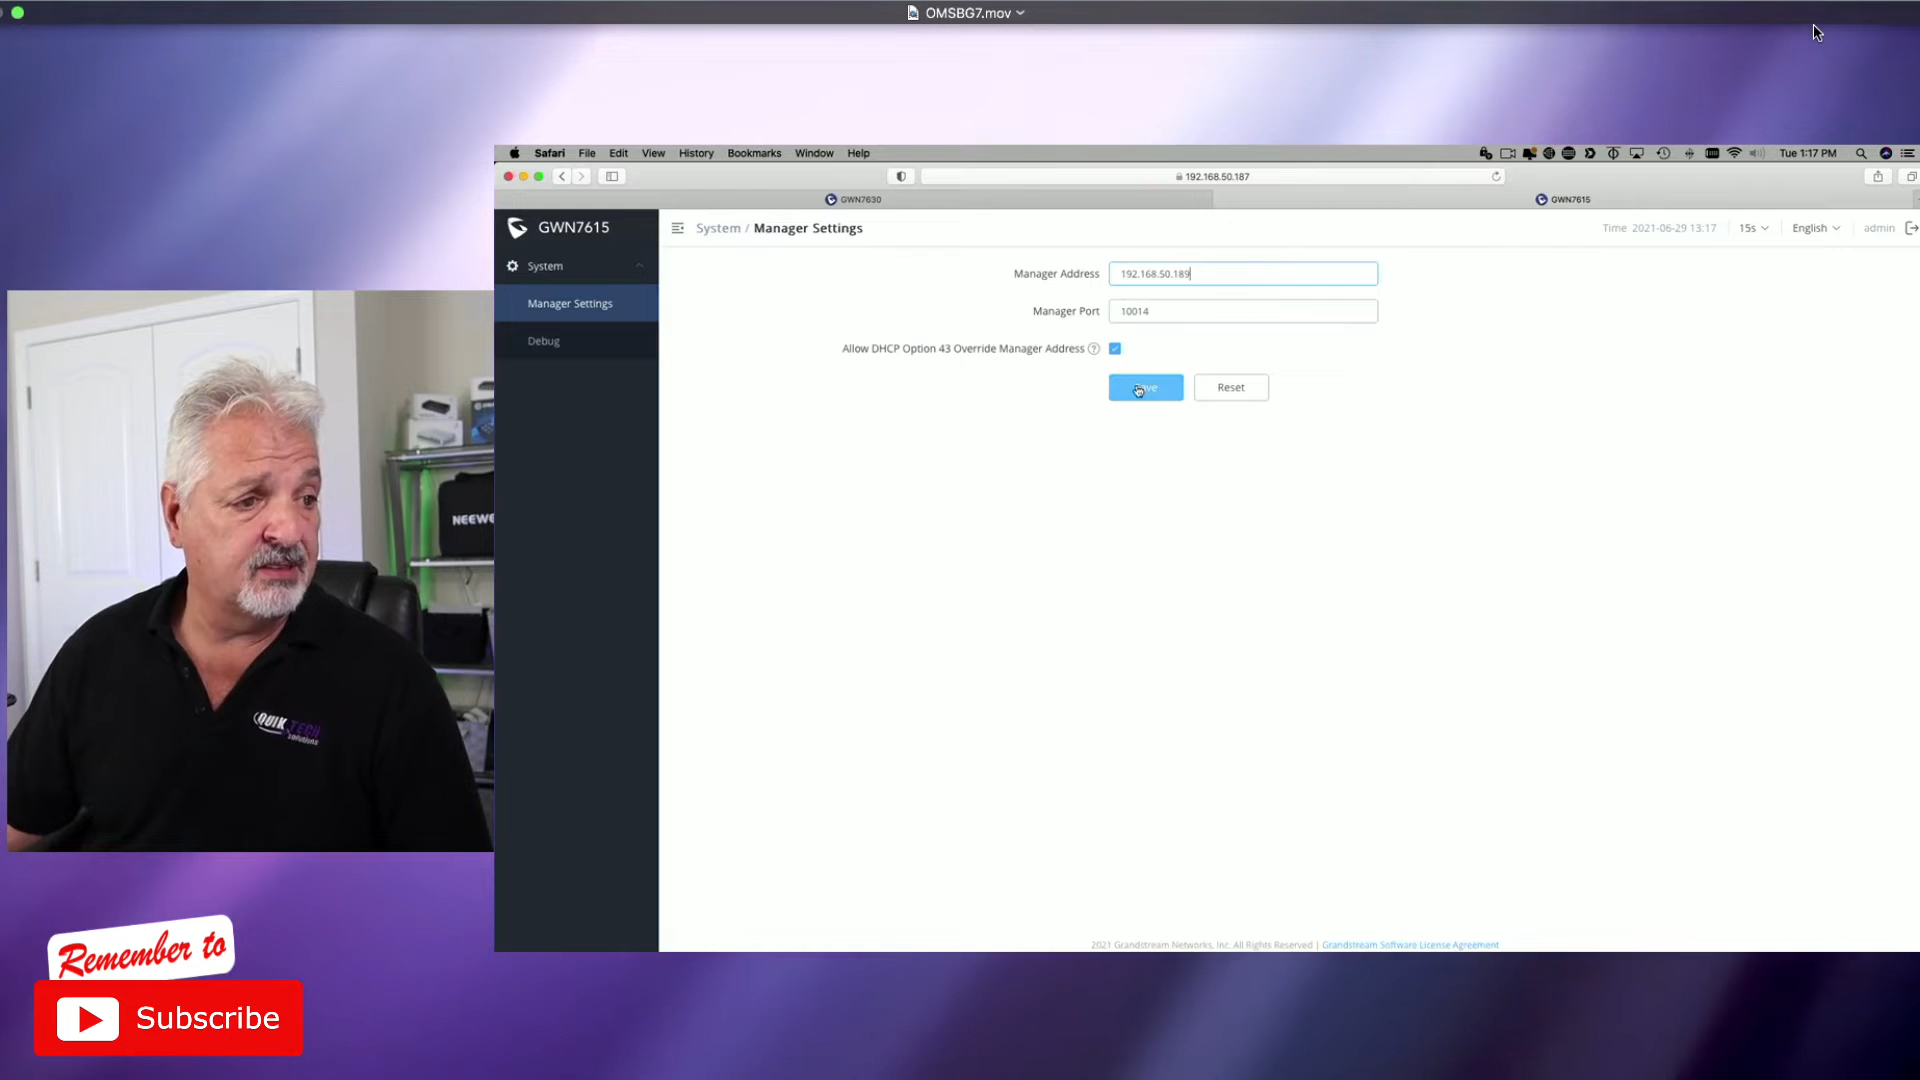 OMSBG7.mov
Safari File Edit View History Bookmarks Window Help
Tue 1:17 PM
192.168.50.187
GWN7630
GWN7615
GWN7615
System / Manager Settings
Time 2021-06-29 13:17
15s
English
admin
System
Manager Settings
Debug
Manager Address 192.168.50.189
Manager Port 10014
Allow DHCP Option 43 Override Manager Address ?
Reset
2021 Grandstream Networks, Inc. All Rights Reserved | Grandstream Software License Agreement
NEEWE
QUIK TECH
solutions
Remember to
Subscribe